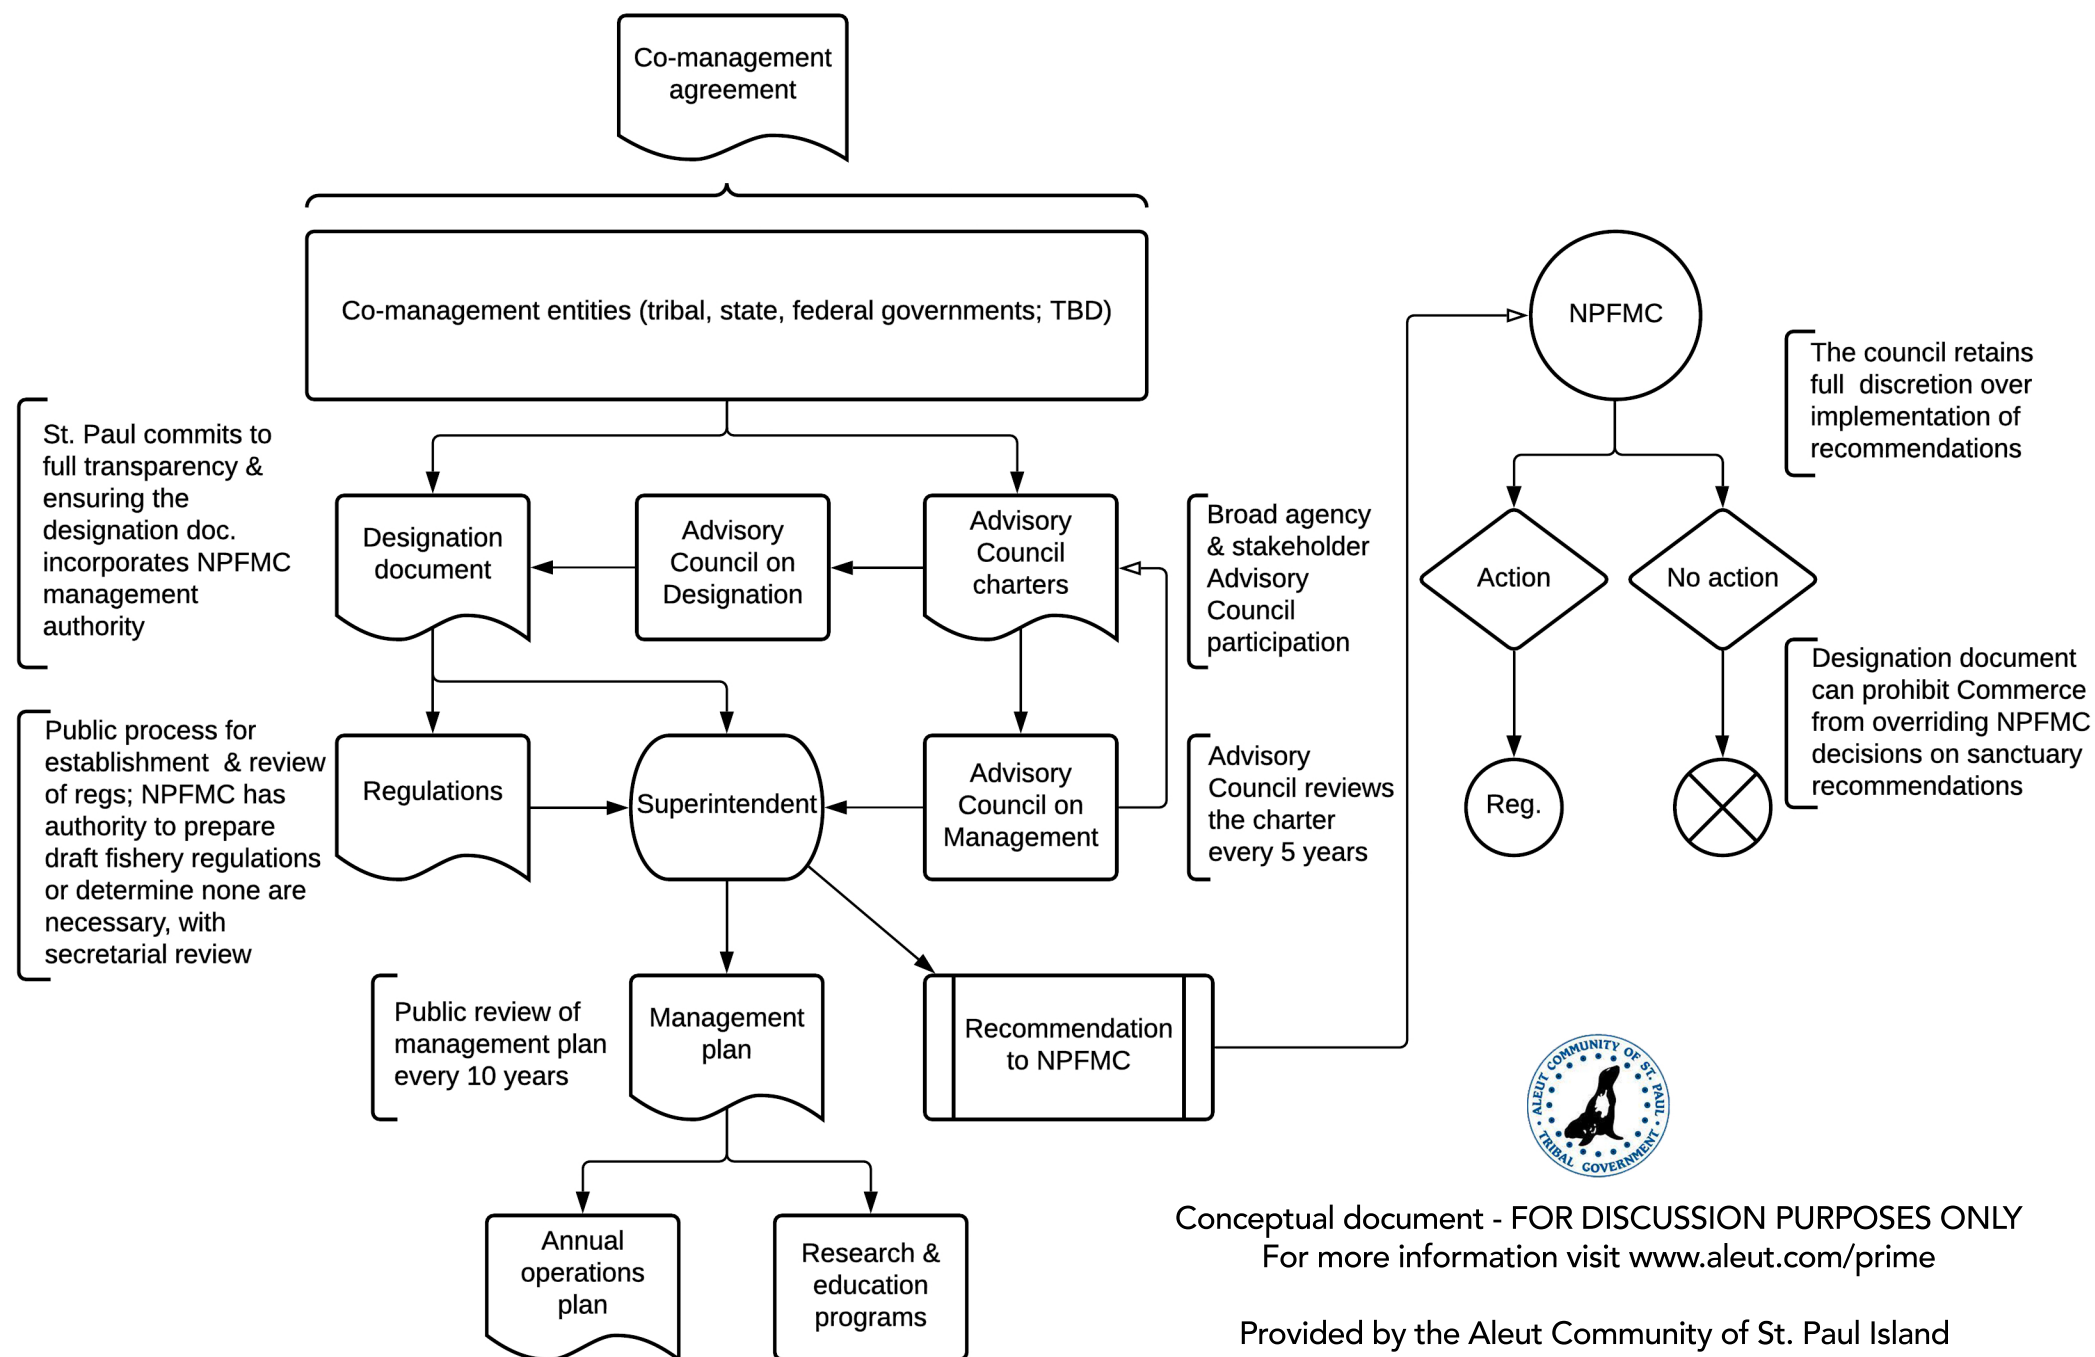 Co-management
agreement
Co-management entities (tribal, state, federal governments; TBD)
St. Paul commits to
full transparency &
ensuring the
designation doc.
incorporates NPFMC
management
authority
Designation
document
Advisory
Council on
Designation
Advisory
Council
charters
Broad agency
& stakeholder
Advisory
Council
participation
Public process for
establishment  & review
of regs; NPFMC has
authority to prepare
draft fishery regulations
or determine none are
necessary, with
secretarial review
Regulations
Superintendent
Advisory
Council on
Management
Advisory
Council reviews
the charter
every 5 years
Public review of
management plan
every 10 years
Management
plan
Recommendation
to NPFMC
Annual
operations
plan
Research &
education
programs
NPFMC
The council retains
full  discretion over
implementation of
recommendations
Action
No action
Designation document
can prohibit Commerce
from overriding NPFMC
decisions on sanctuary
recommendations
Reg.
ALEUT COMMUNITY OF ST. PAUL
TRIBAL GOVERNMENT
Conceptual document - FOR DISCUSSION PURPOSES ONLY
For more information visit www.aleut.com/prime
Provided by the Aleut Community of St. Paul Island